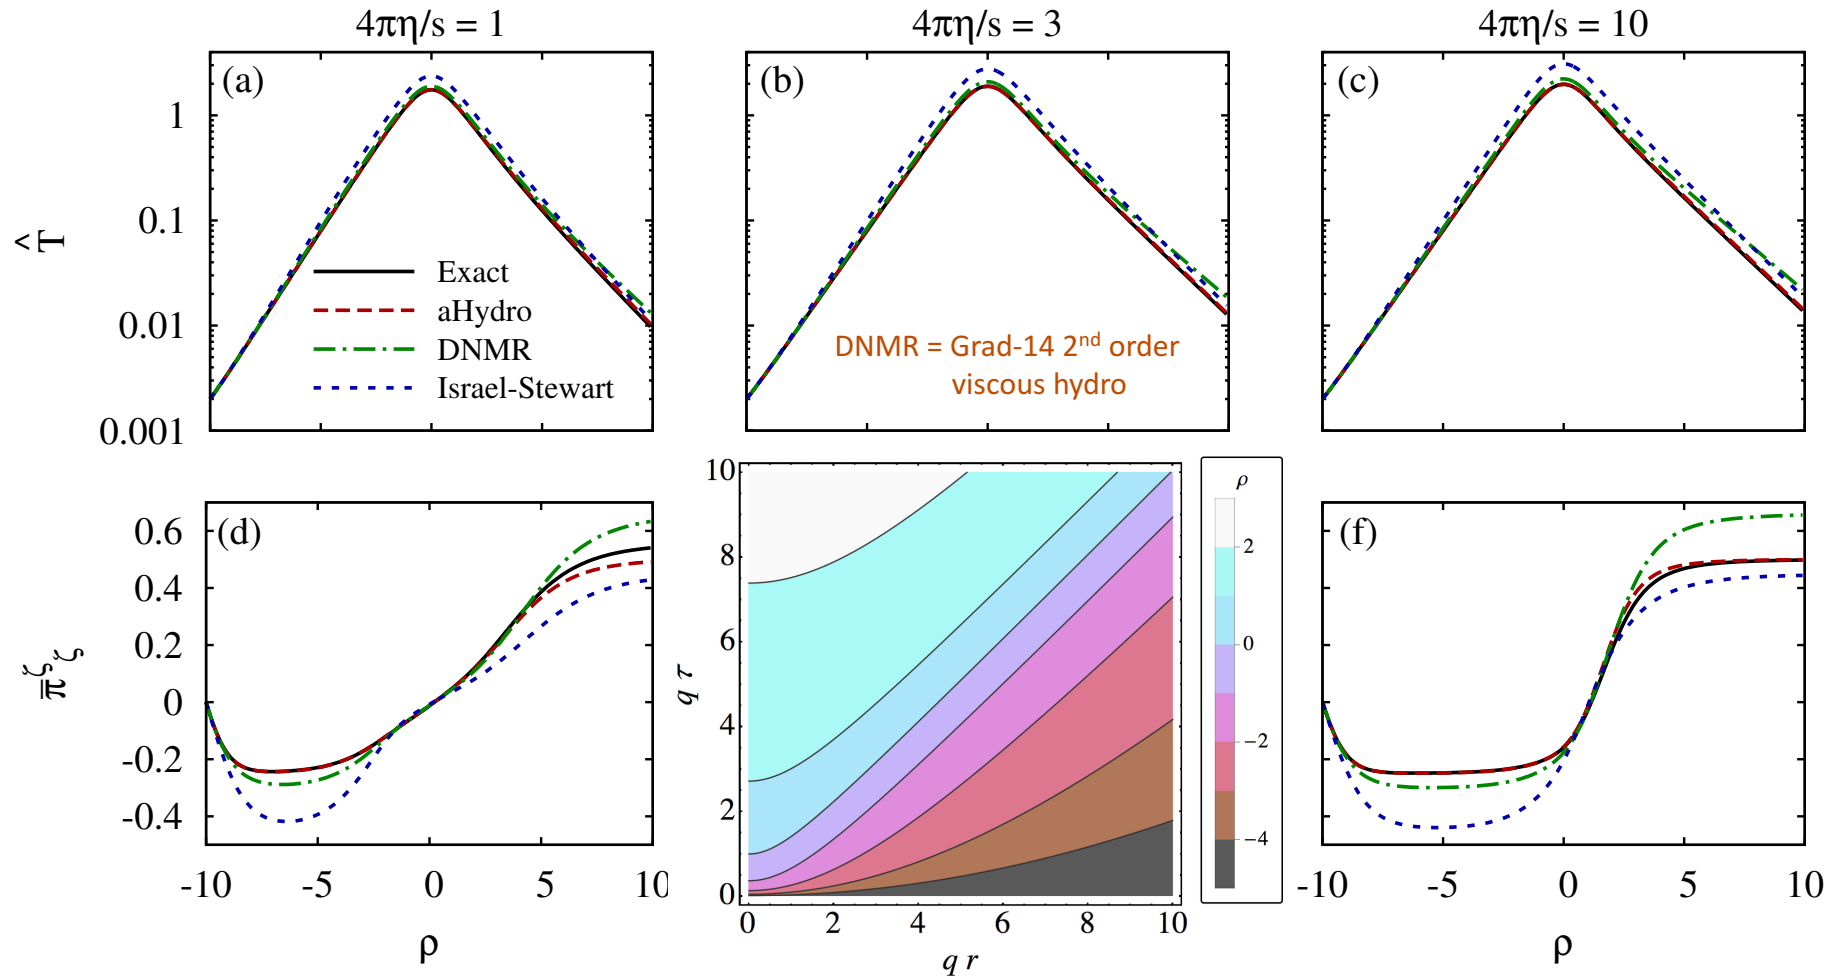 4πη/s = 1
4πη/s = 3
4πη/s = 10
(a)
(b)
(c)
1
0.1
0.01
0.001
T̂
Exact
aHydro
DNMR
Israel-Stewart
DNMR = Grad-14 2nd order
viscous hydro
(d)
0.6
0.4
0.2
0
-0.2
-0.4
π̄ζζ
-10 -5 0 5 10
ρ
10
8
6
4
2
0
q τ
0 2 4 6 8 10
q r
ρ
2
0
−2
−4
(f)
-10 -5 0 5 10
ρ